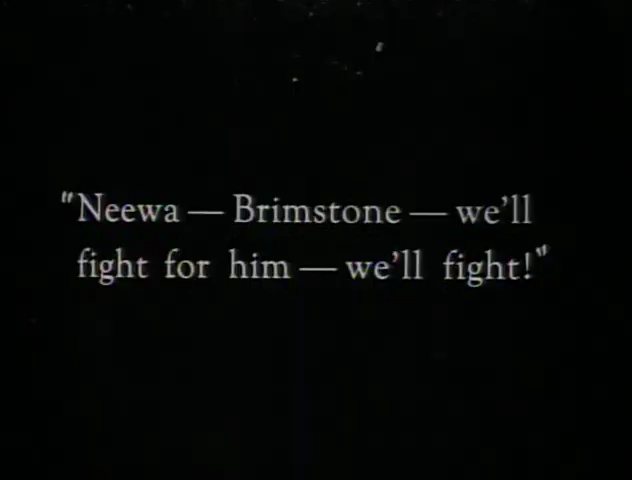 "Neewa — Brimstone — we'll
fight for him — we'll fight!"